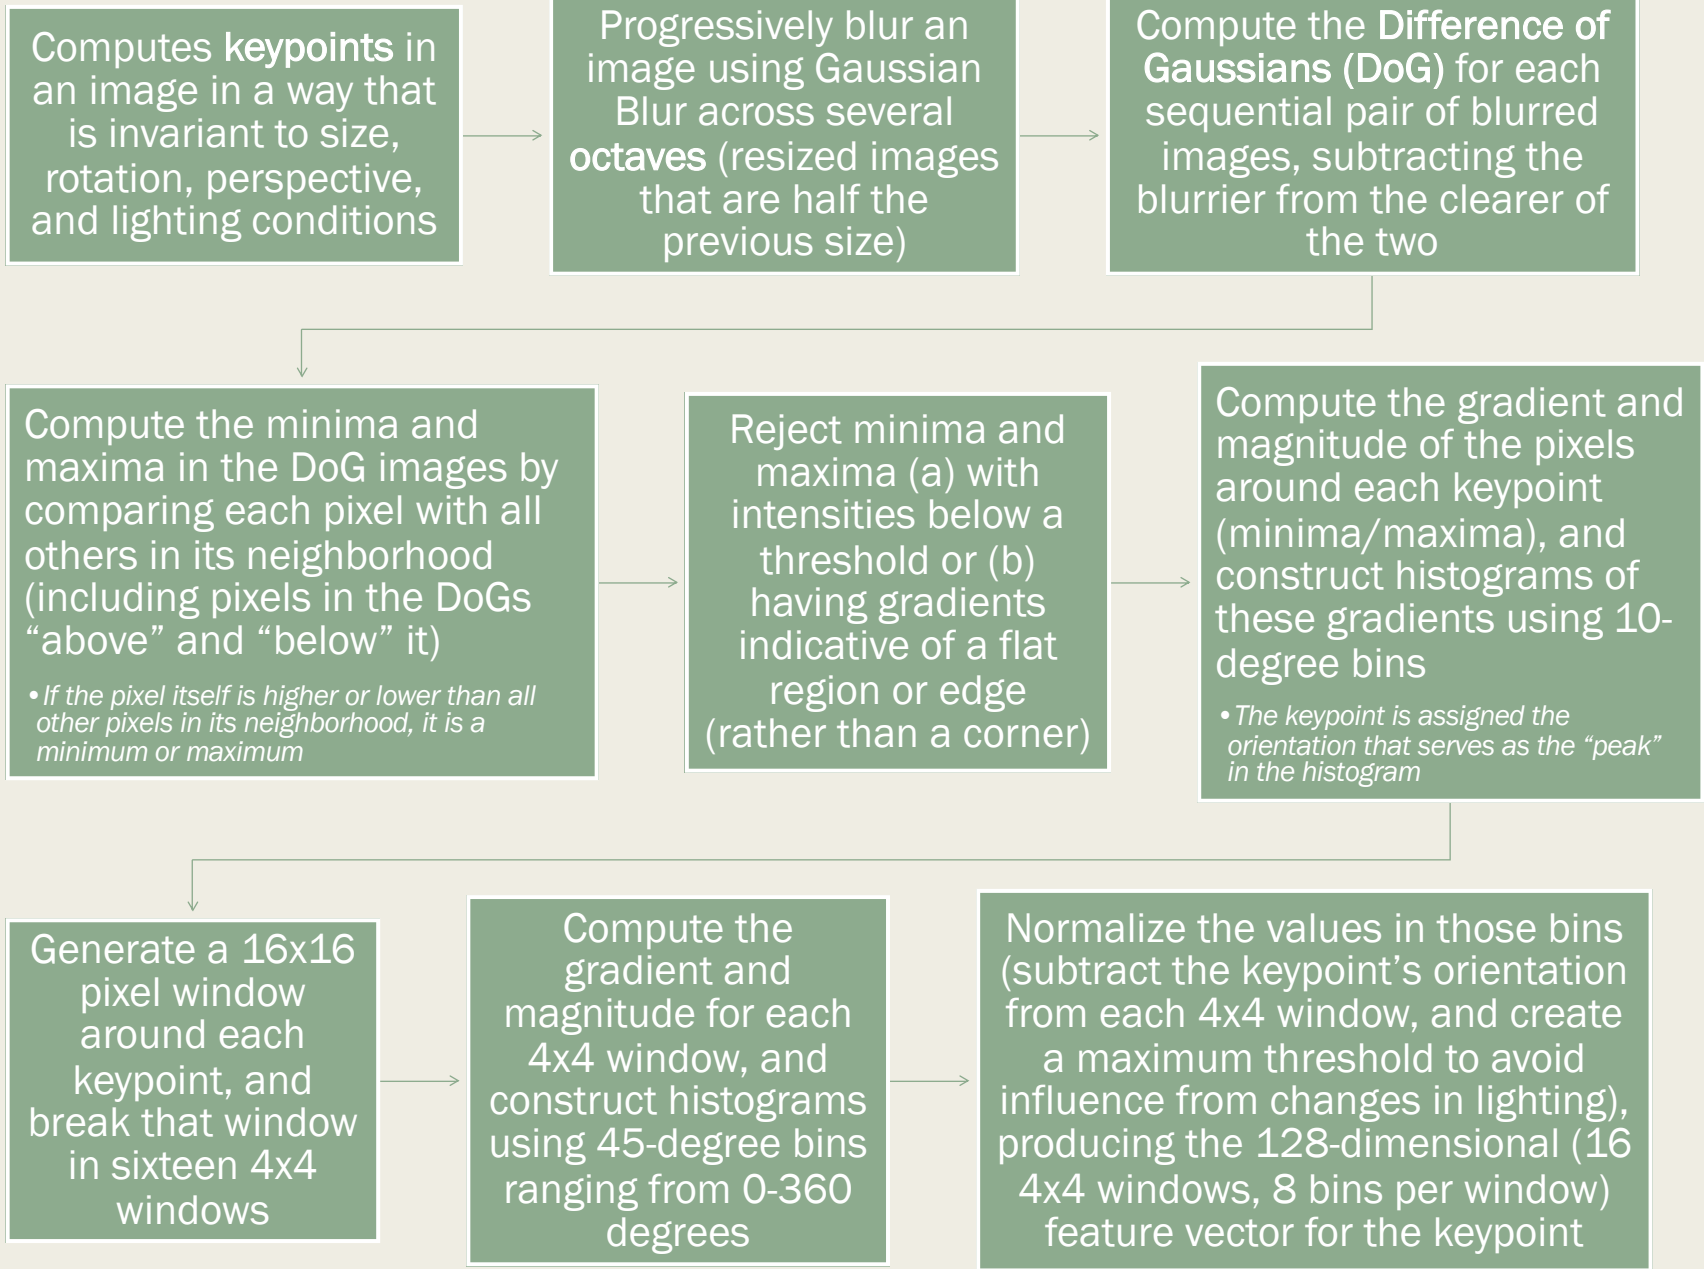 Computes keypoints in
an image in a way that
is invariant to size,
rotation, perspective,
and lighting conditions
Progressively blur an
image using Gaussian
Blur across several
octaves (resized images
that are half the
previous size)
Compute the Difference of
Gaussians (DoG) for each
sequential pair of blurred
images, subtracting the
blurrier from the clearer of
the two
Compute the minima and
maxima in the DoG images by
comparing each pixel with all
others in its neighborhood
(including pixels in the DoGs
“above” and “below” it)
•If the pixel itself is higher or lower than all
other pixels in its neighborhood, it is a
minimum or maximum
Reject minima and
maxima (a) with
intensities below a
threshold or (b)
having gradients
indicative of a flat
region or edge
(rather than a corner)
Compute the gradient and
magnitude of the pixels
around each keypoint
(minima/maxima), and
construct histograms of
these gradients using 10-
degree bins
•The keypoint is assigned the
orientation that serves as the “peak”
in the histogram
Generate a 16x16
pixel window
around each
keypoint, and
break that window
in sixteen 4x4
windows
Compute the
gradient and
magnitude for each
4x4 window, and
construct histograms
using 45-degree bins
ranging from 0-360
degrees
Normalize the values in those bins
(subtract the keypoint’s orientation
from each 4x4 window, and create
a maximum threshold to avoid
influence from changes in lighting),
producing the 128-dimensional (16
4x4 windows, 8 bins per window)
feature vector for the keypoint